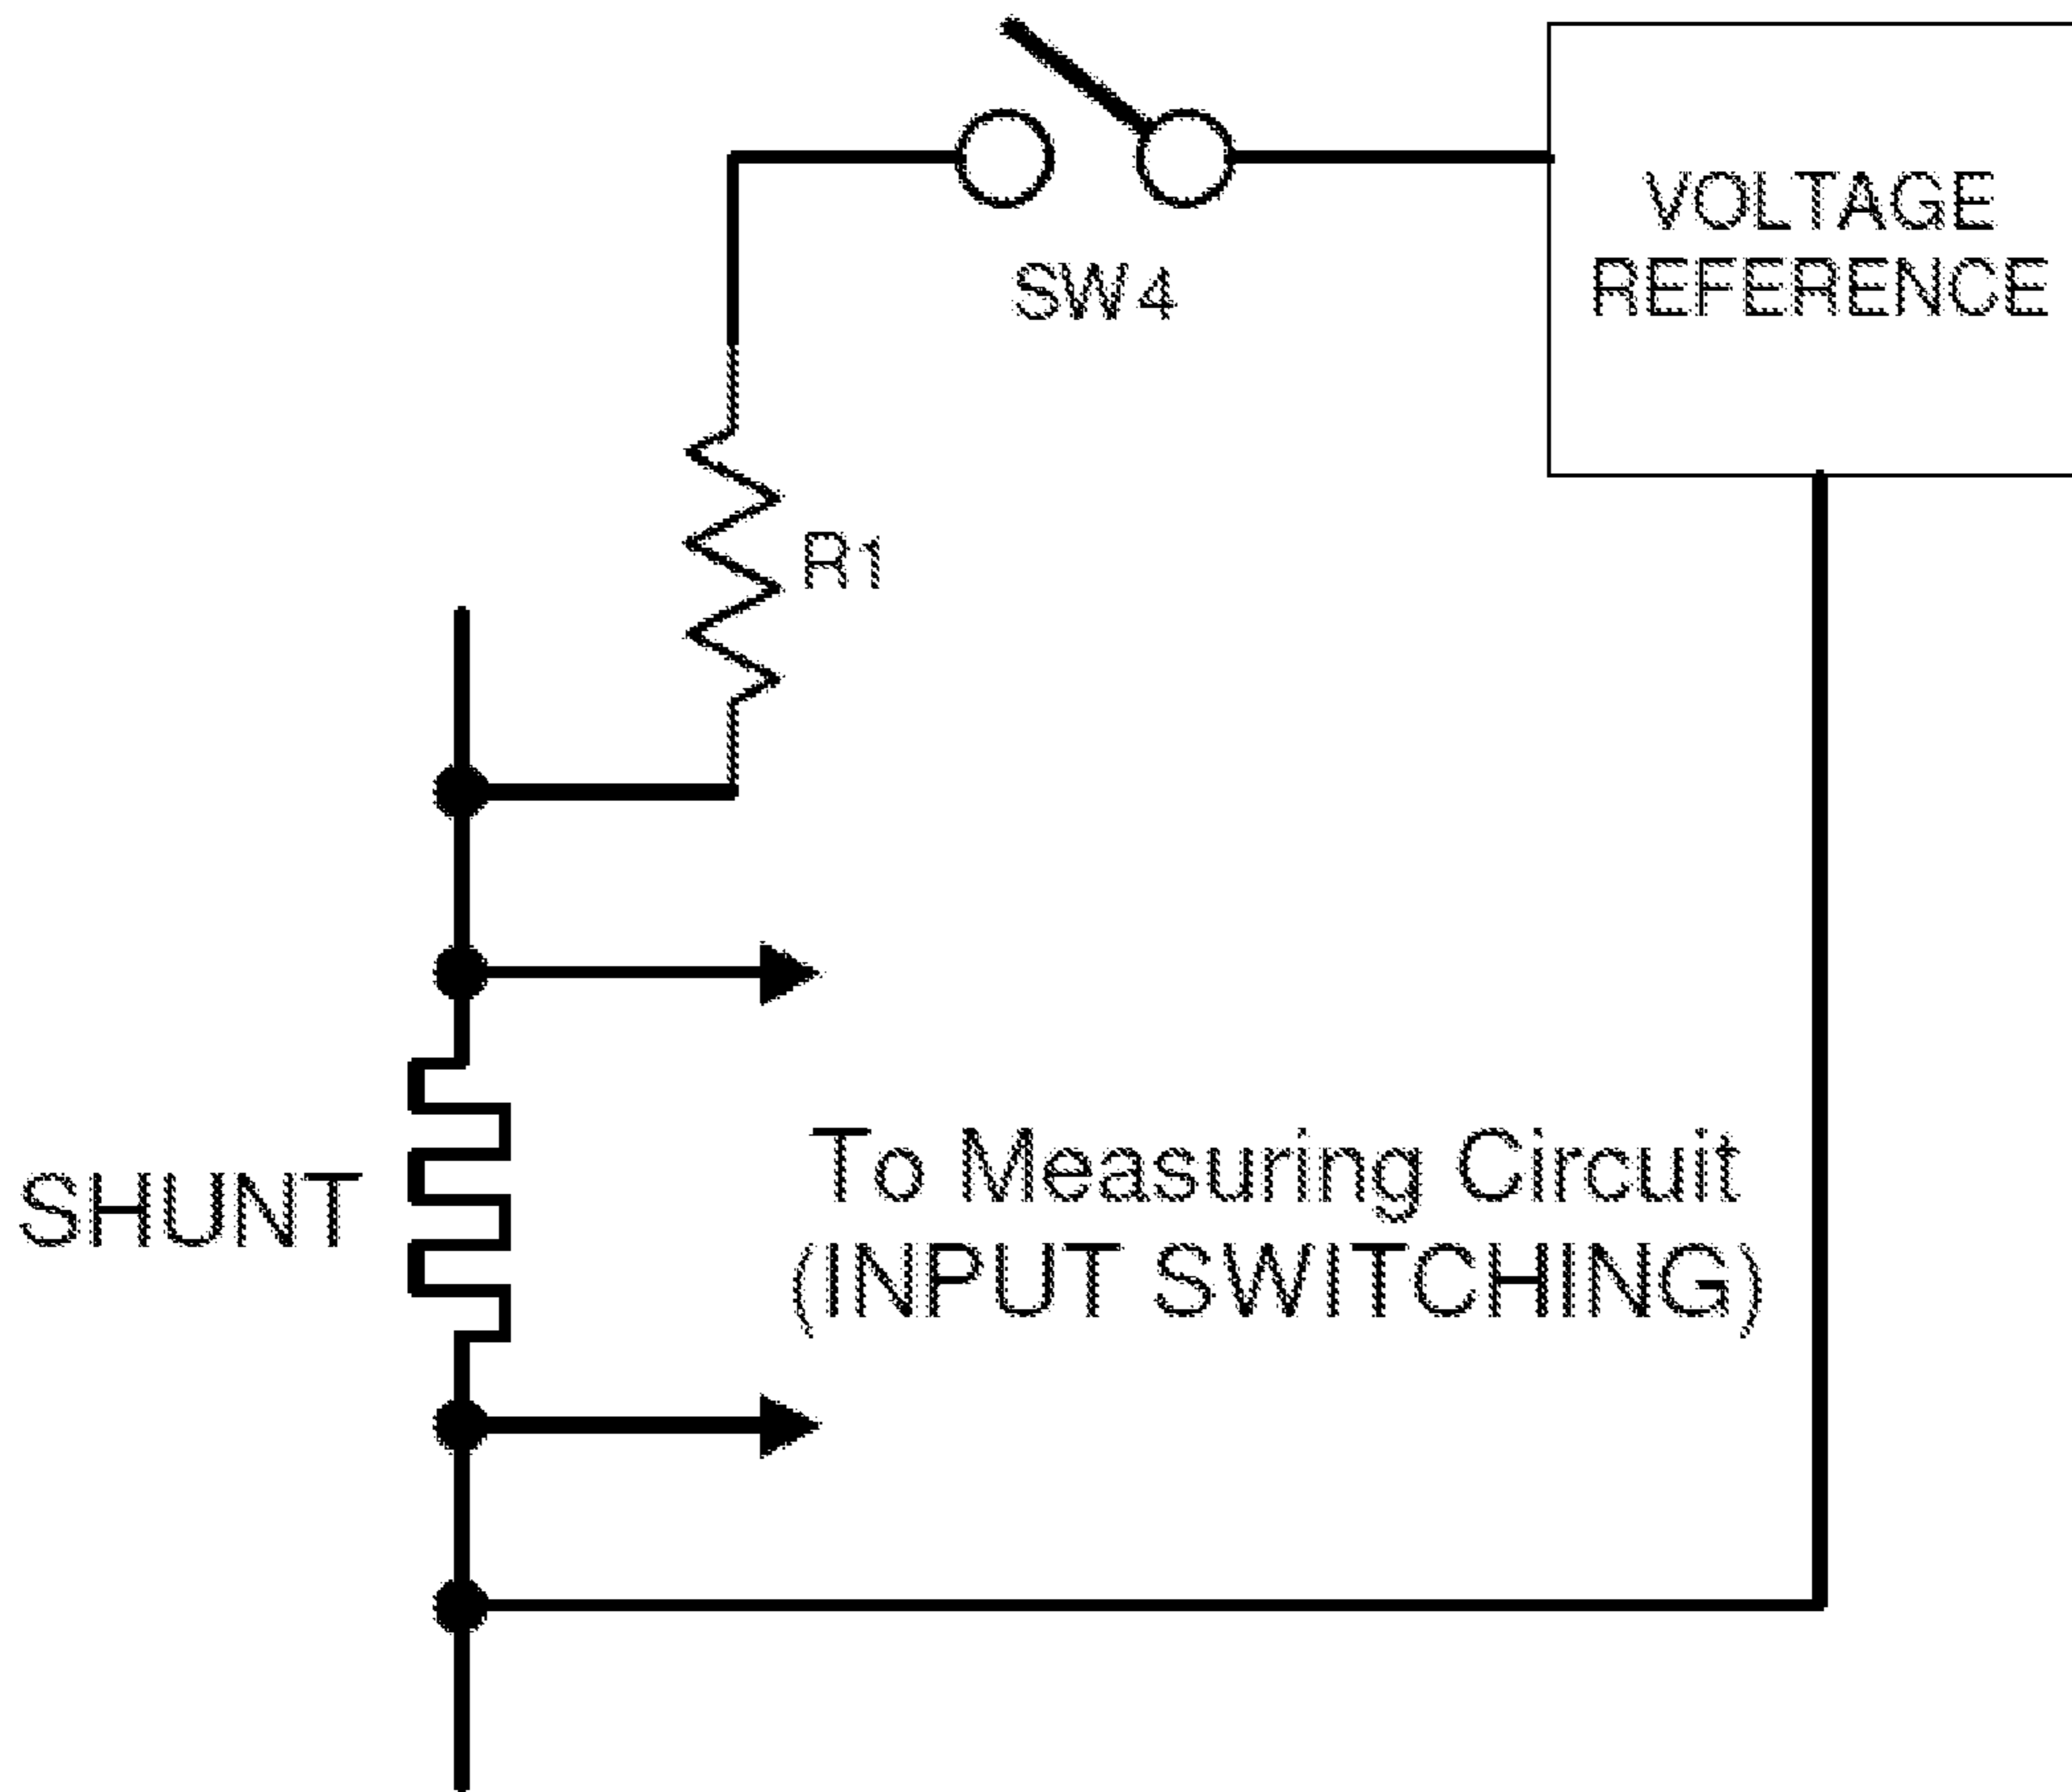 VOLTAGE
REFERENCE
SW4
R1
SHUNT
To Measuring Circuit
(INPUT SWITCHING)